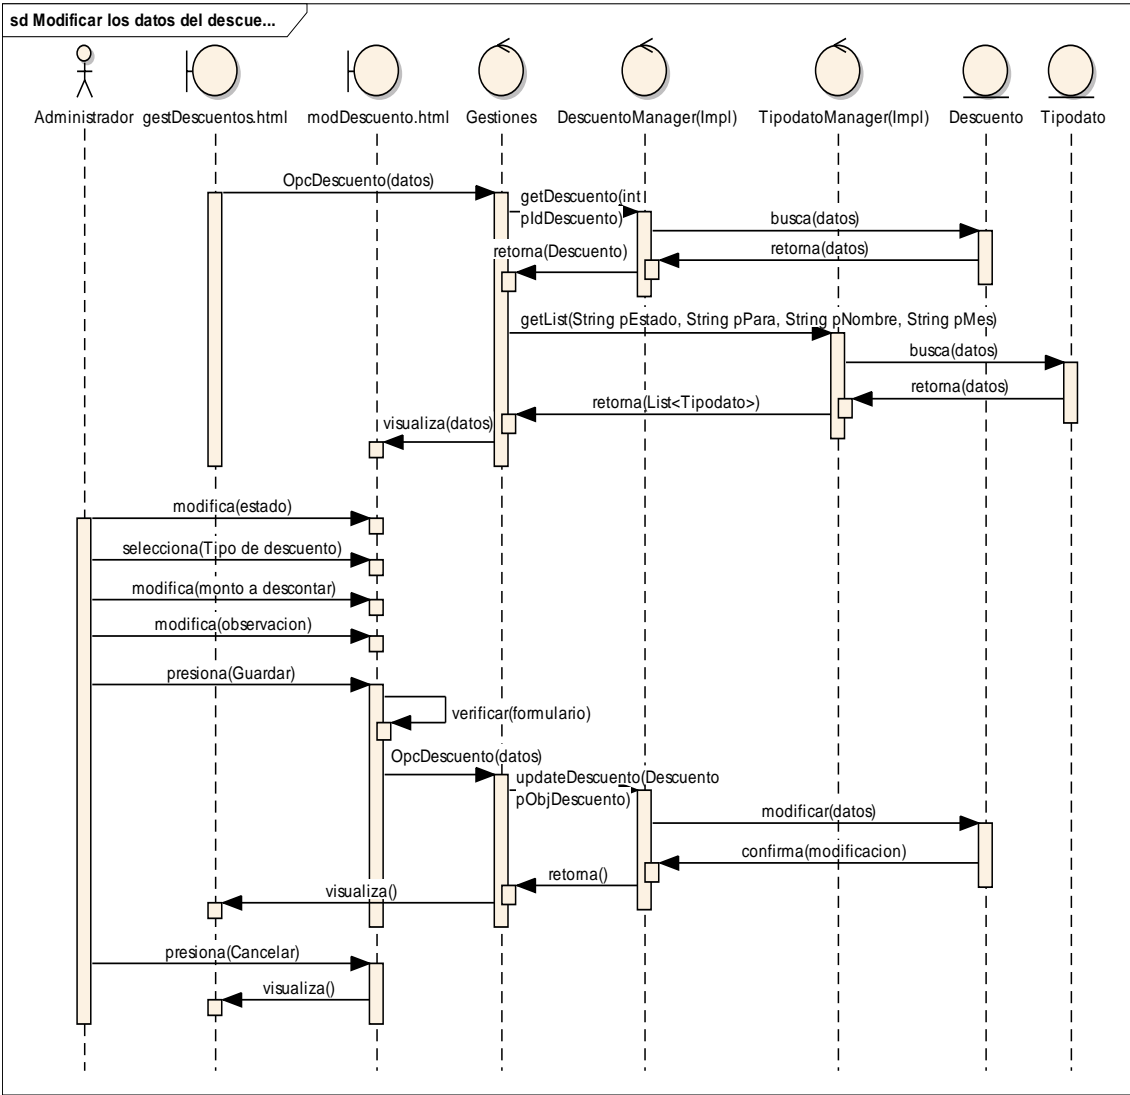 sd Modificar los datos del descue...
Administrador gestDescuentos.html modDescuento.html Gestiones DescuentoManager(Impl) TipodatoManager(Impl) Descuento Tipodato
OpcDescuento(datos)
getDescuento(int
pIdDescuento)
busca(datos)
retorna(datos)
retorna(Descuento)
getList(String pEstado, String pPara, String pNombre, String pMes)
busca(datos)
retorna(datos)
retorna(List<Tipodato>)
visualiza(datos)
modifica(estado)
selecciona(Tipo de descuento)
modifica(monto a descontar)
modifica(observacion)
presiona(Guardar)
verificar(formulario)
OpcDescuento(datos)
updateDescuento(Descuento
pObjDescuento)
modificar(datos)
confirma(modificacion)
retorna()
visualiza()
presiona(Cancelar)
visualiza()